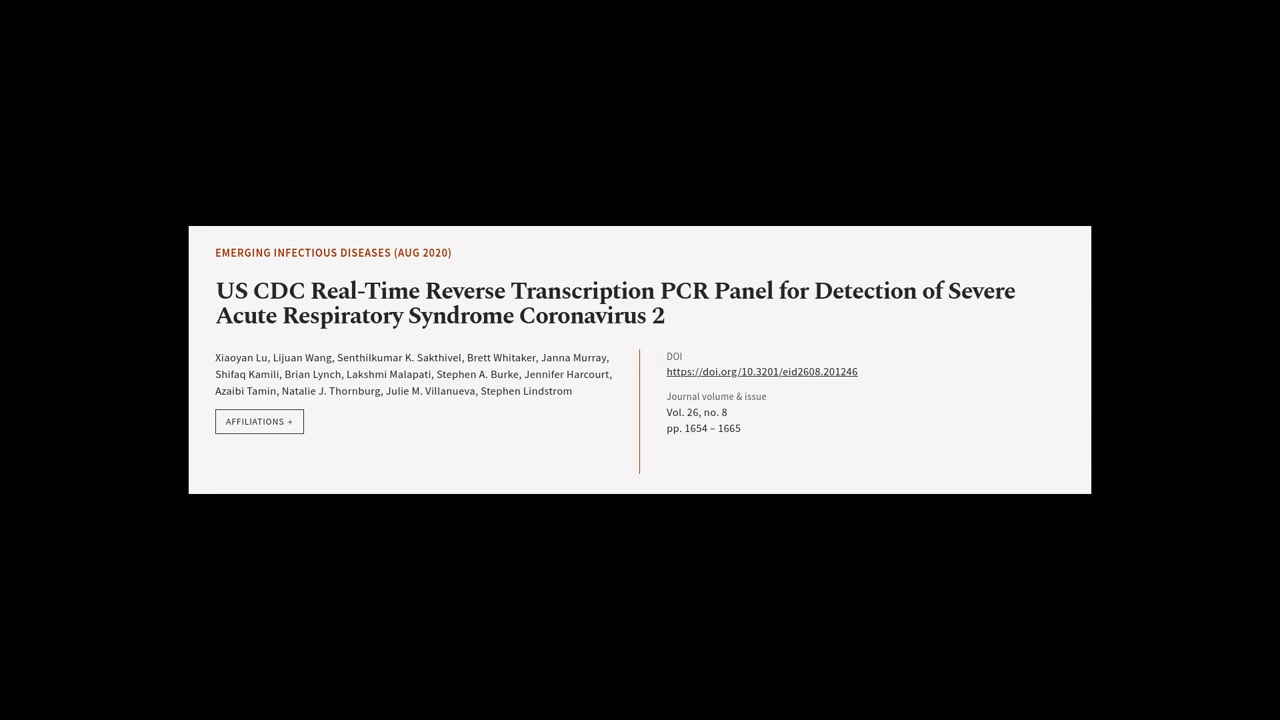 EMERGING INFECTIOUS DISEASES (AUG 2020)
US CDC Real-Time Reverse Transcription PCR Panel for Detection of Severe
Acute Respiratory Syndrome Coronavirus 2
Xiaoyan Lu, Lijuan Wang, Senthilkumar K. Sakthivel, Brett Whitaker, Janna Murray,
Shifaq Kamili, Brian Lynch, Lakshmi Malapati, Stephen A. Burke, Jennifer Harcourt,
Azaibi Tamin, Natalie J. Thornburg, Julie M. Villanueva, Stephen Lindstrom
AFFILIATIONS +
DOI
https://doi.org/10.3201/eid2608.201246
Journal volume & issue
Vol. 26, no. 8
pp. 1654 – 1665